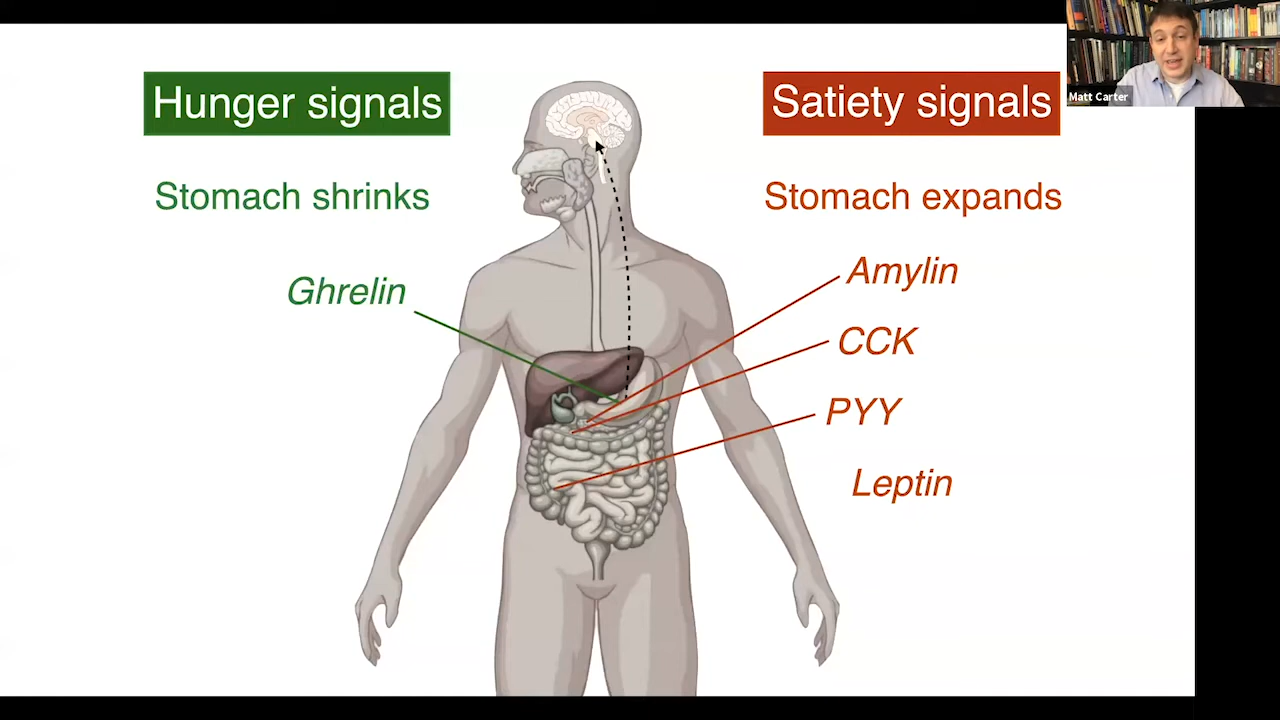 Hunger signals
Satiety signals
Matt Carter
Stomach shrinks
Stomach expands
Ghrelin
Amylin
CCK
PYY
Leptin